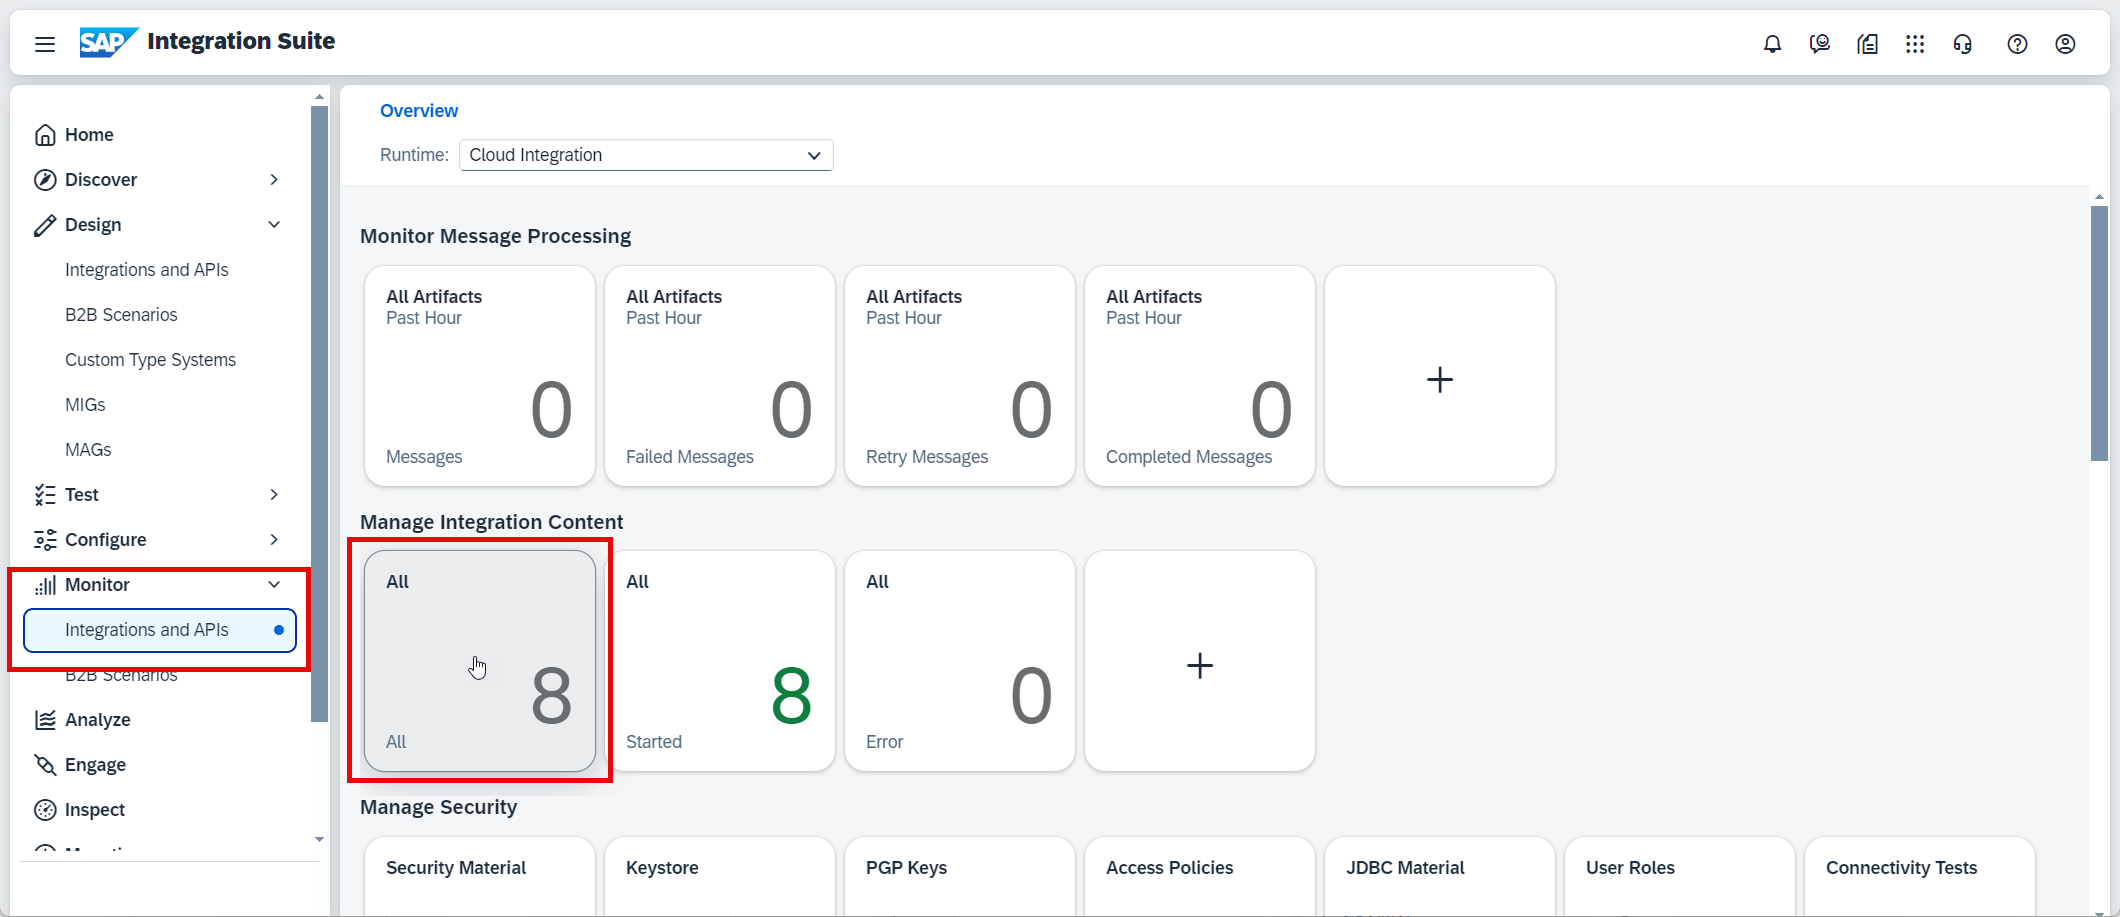 SAP Integration Suite
Home
Discover
Design
Integrations and APIs
B2B Scenarios
Custom Type Systems
MIGs
MAGs
Test
Configure
Monitor
Integrations and APIs
B2B Scenarios
Analyze
Engage
Inspect
Overview
Runtime: Cloud Integration
Monitor Message Processing
All Artifacts
Past Hour
0
Messages
All Artifacts
Past Hour
0
Failed Messages
All Artifacts
Past Hour
0
Retry Messages
All Artifacts
Past Hour
0
Completed Messages
Manage Integration Content
All
8
All
All
8
Started
All
0
Error
Manage Security
Security Material
Keystore
PGP Keys
Access Policies
JDBC Material
User Roles
Connectivity Tests